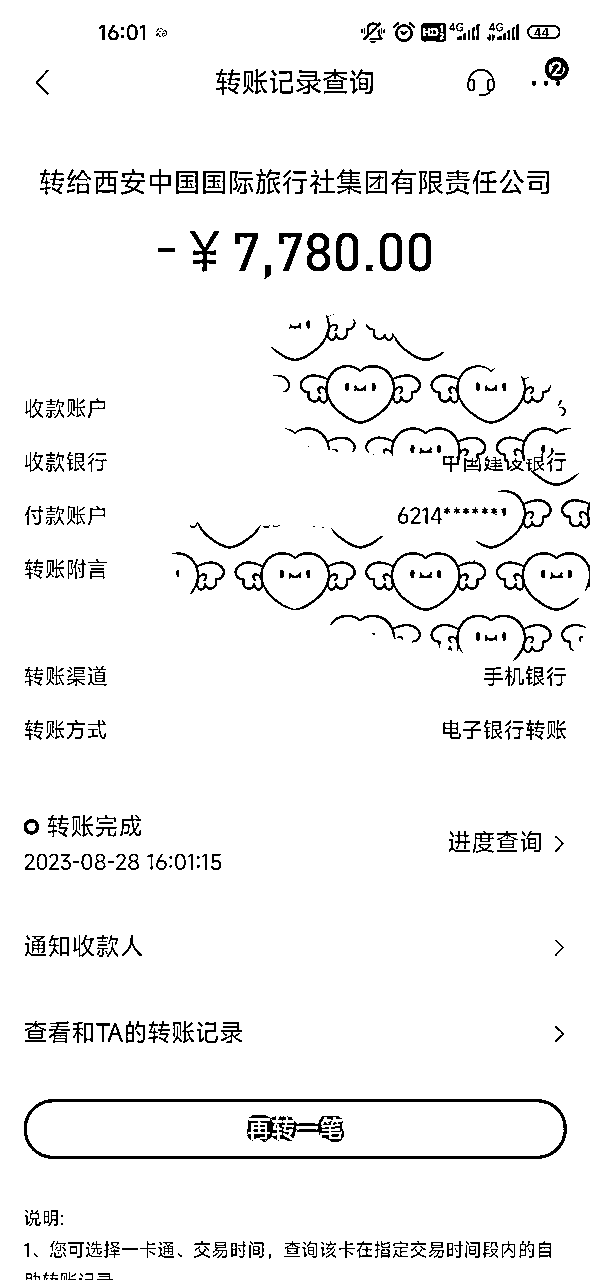 16:01 HD 4G 4G 44
转账记录查询
2
转给西安中国国际旅行社集团有限责任公司
-￥7,780.00
收款账户
收款银行 中国建设银行
付款账户 6214*******
转账附言
转账渠道 手机银行
转账方式 电子银行转账
转账完成 进度查询
2023-08-28 16:01:15
通知收款人
查看和TA的转账记录
再转一笔
说明:
1、您可选择一卡通、交易时间，查询该卡在指定交易时间段内的自
助转账记录